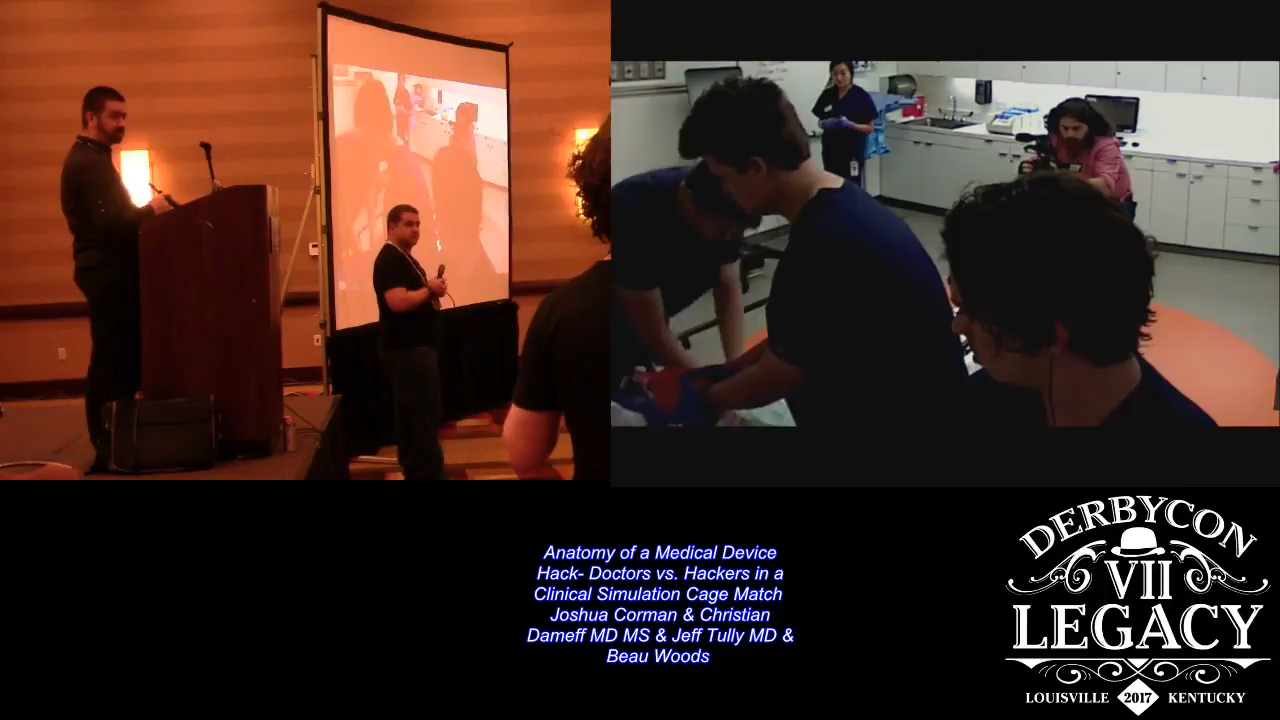 Anatomy of a Medical Device
Hack- Doctors vs. Hackers in a
Clinical Simulation Cage Match
Joshua Corman & Christian
Dameff MD MS & Jeff Tully MD &
Beau Woods
DERBYCON
VII
LEGACY
LOUISVILLE 2017 KENTUCKY